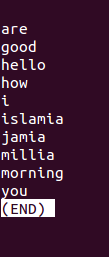 are
good
hello
how
i
islamia
jamia
millia
morning
you
(END)